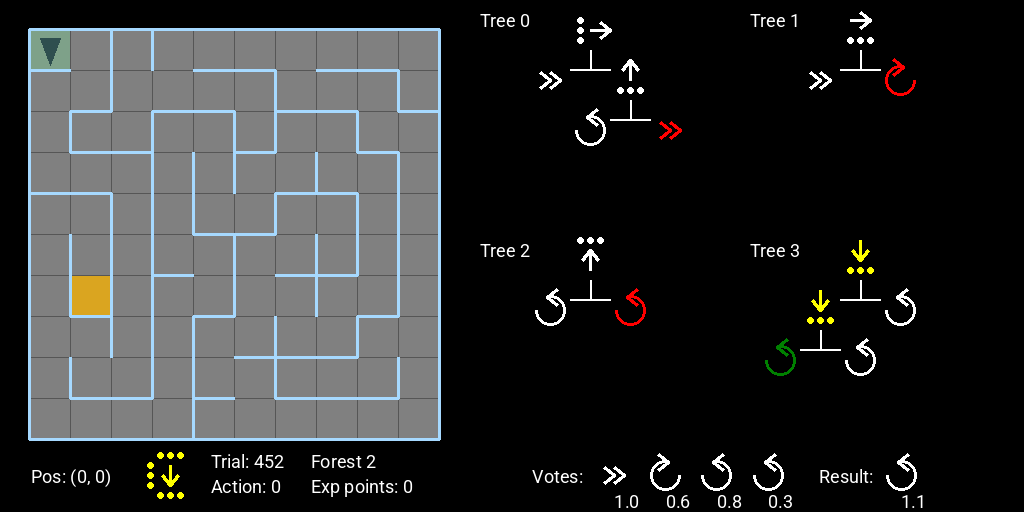 Tree 0
Tree 1
Tree 2
Tree 3
Pos: (0, 0)
Trial: 452
Forest 2
Action: 0
Exp points: 0
Votes:
1.0
0.6
0.8
0.3
Result:
1.1